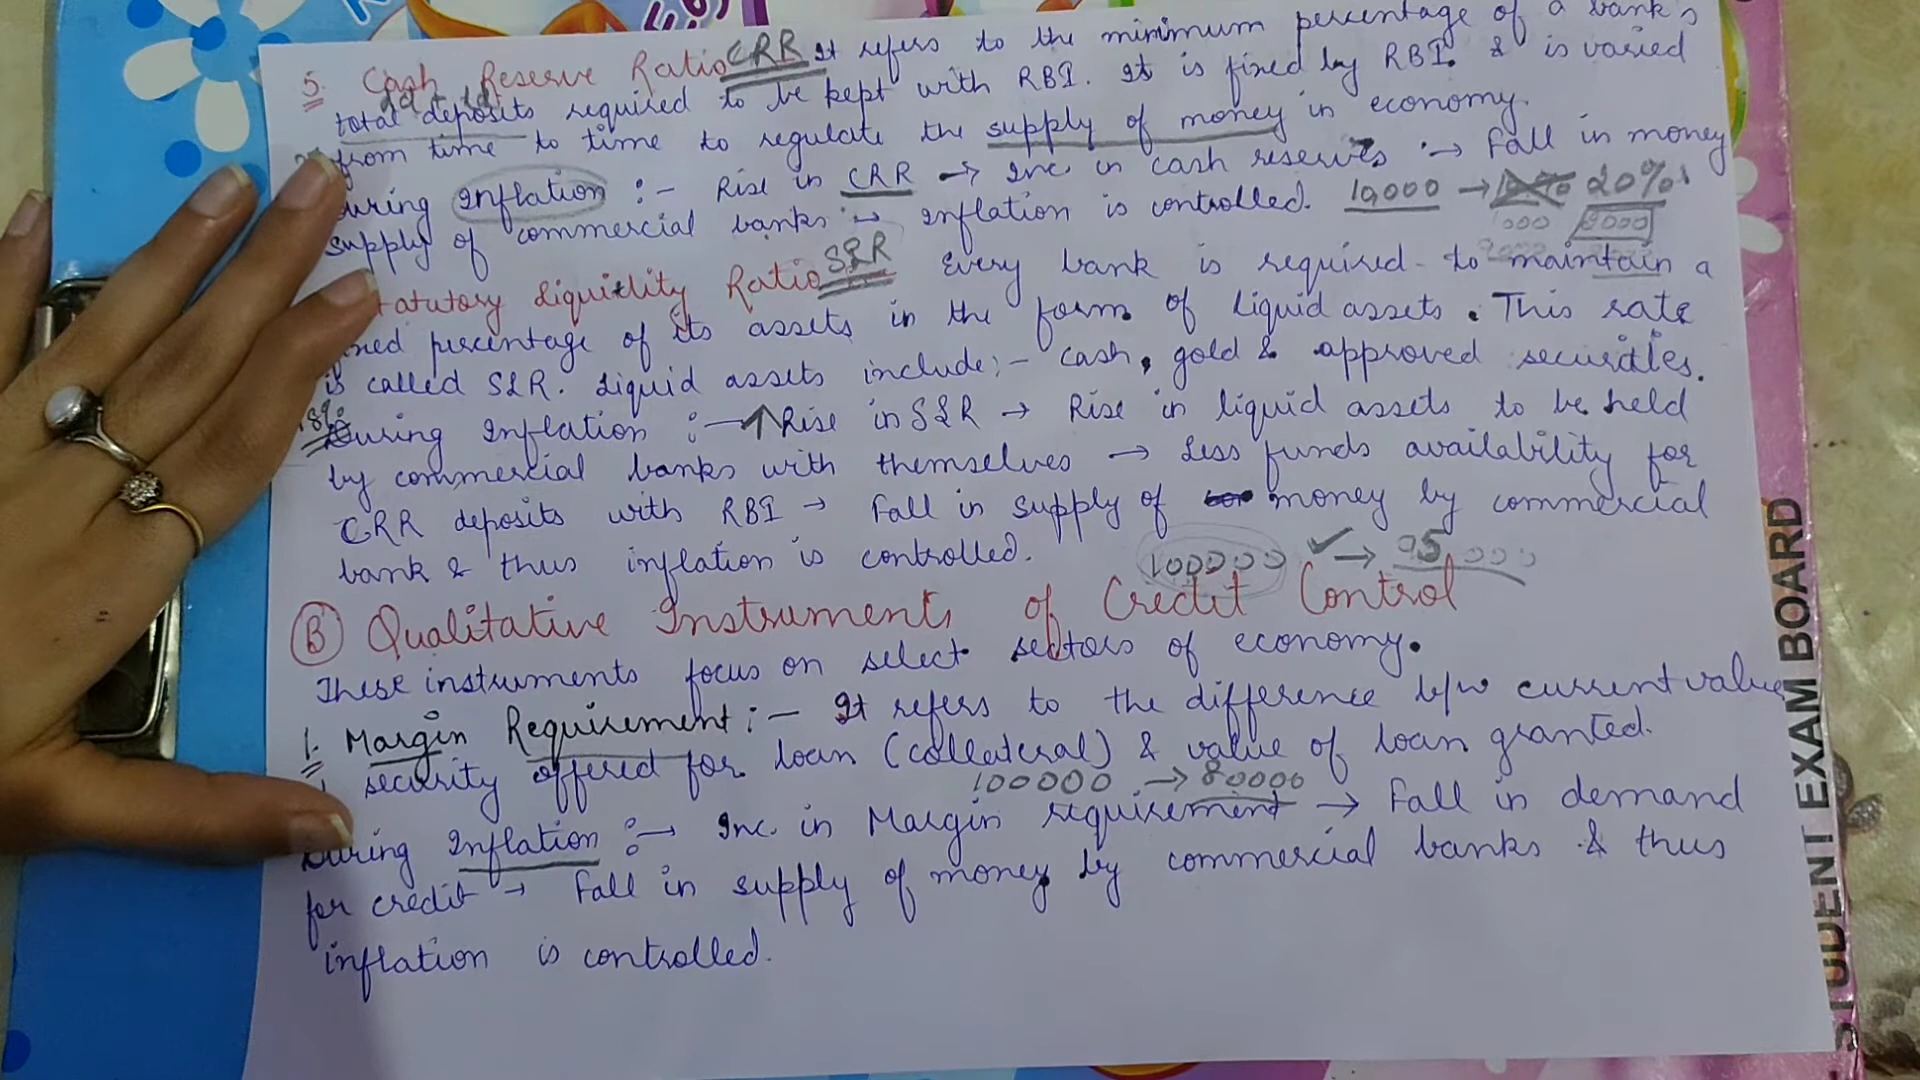 5. Cash Reserve Ratio CRR It refers to the minimum percentage of a bank's
total deposits required to be kept with RBI. It is fixed by RBI. & is varied
from time to time to regulate the supply of money in economy.
During Inflation :- Rise in CRR → Inc in cash reserves → Fall in money
supply of commercial banks → Inflation is controlled. 10,000 → 20%
000 2000
tatutory Liquidity Ratio SLR Every bank is required to maintain a
percentage of its assets in the form of liquid assets. This rate
is called SLR. Liquid assets include :- Cash, gold & approved securities.
18%
During Inflation :→ ↑ Rise in SLR → Rise in liquid assets to be held
by commercial banks with themselves → Less funds availability for
CRR deposits with RBI → Fall in supply of money by commercial
bank & thus inflation is controlled. 100000 ✓ → 95000
(B) Qualitative Instruments of Credit Control
These instruments focus on select sectors of economy.
1. Margin Requirement :- It refers to the difference b/w current value
security offered for loan (collateral) & value of loan granted.
100000 → 80000
During Inflation :→ Inc. in Margin requirement → Fall in demand
for credit → Fall in supply of money by commercial banks & thus
inflation is controlled.
STUDENT EXAM BOARD